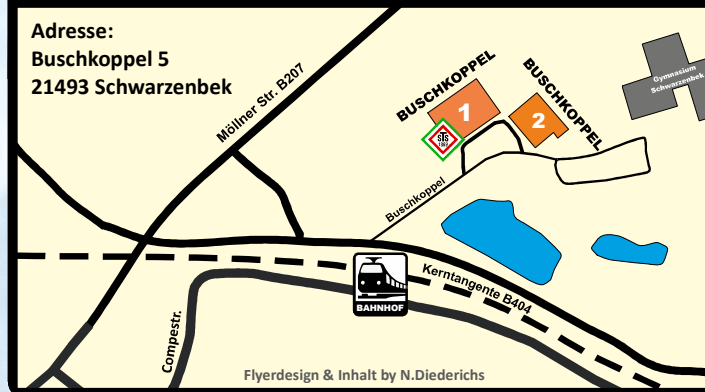 Adresse:
Buschkoppel 5
21493 Schwarzenbek
Möllner Str. B207
BUSCHKOPPEL
1
BUSCHKOPPEL
2
Gymnasium
Schwarzenbek
Buschkoppel
Kerntangente B404
BAHNHOF
Compestr.
Flyerdesign & Inhalt by N.Diederichs